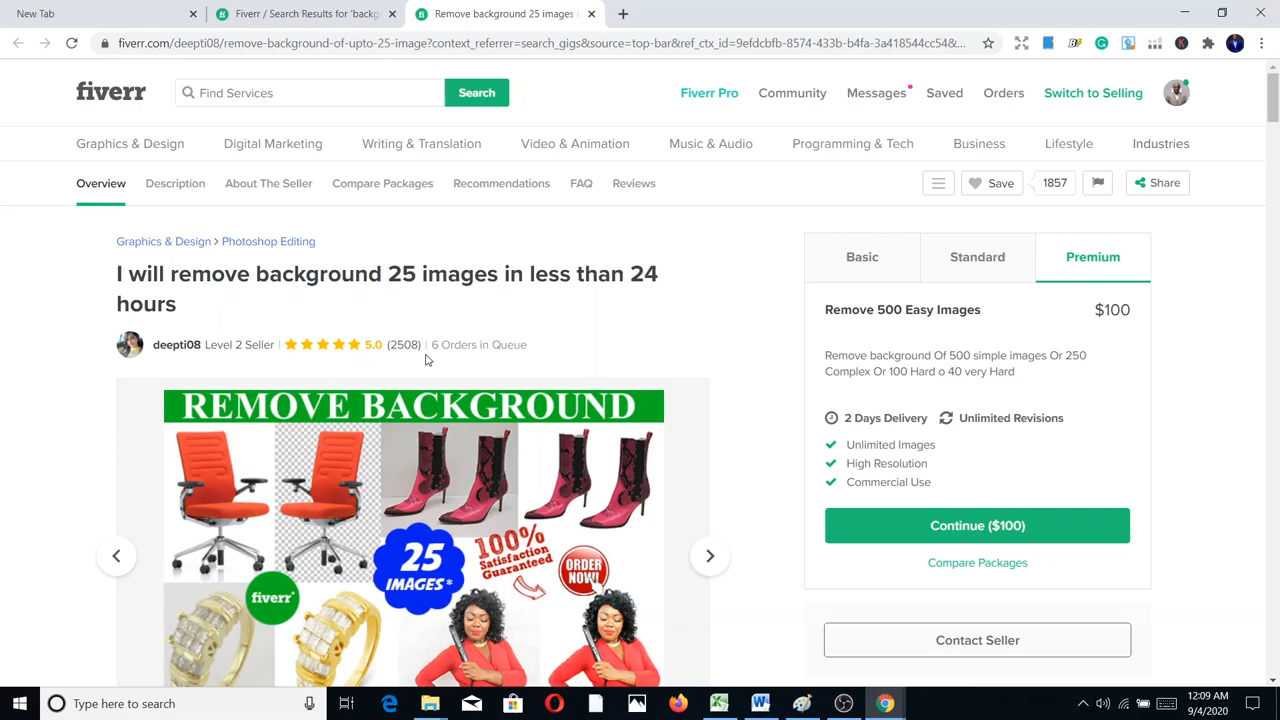 New Tab
Fiverr / Search Results for 'backg
Remove background 25 images i
fiverr.com/deepti08/remove-background-of-upto-25-image?context_referrer=search_gigs&source=top-bar&ref_ctx_id=9efdcbfb-8574-433b-b4fa-3a418544cc54&...
fiverr
Find Services
Search
Fiverr Pro
Community
Messages
Saved
Orders
Switch to Selling
Graphics & Design
Digital Marketing
Writing & Translation
Video & Animation
Music & Audio
Programming & Tech
Business
Lifestyle
Industries
Overview
Description
About The Seller
Compare Packages
Recommendations
FAQ
Reviews
Save
1857
Share
Graphics & Design > Photoshop Editing
I will remove background 25 images in less than 24
hours
deepti08 Level 2 Seller | 5.0 (2508) | 6 Orders in Queue
REMOVE BACKGROUND
25
IMAGES*
100%
Satisfaction
Guaranteed
ORDER
NOW!!
fiverr
Basic
Standard
Premium
Remove 500 Easy Images
$100
Remove background Of 500 simple images Or 250
Complex Or 100 Hard o 40 very Hard
2 Days Delivery
Unlimited Revisions
Unlimited Images
High Resolution
Commercial Use
Continue ($100)
Compare Packages
Contact Seller
Type here to search
12:09 AM
9/4/2020